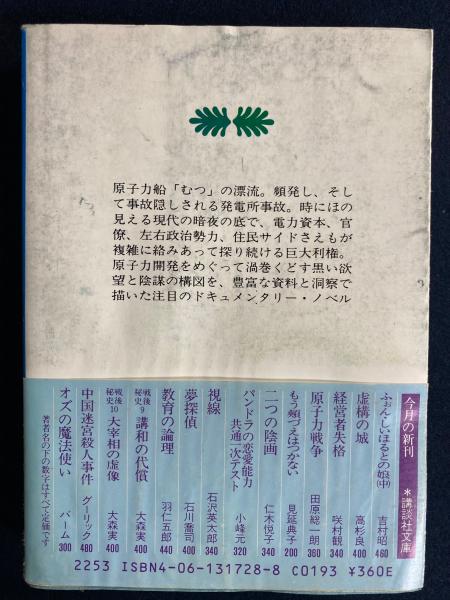 原子力船「むつ」の漂流。頻発し、そし
て事故隠しされる発電所事故。時にほの
見える現代の暗夜の底で、電力資本、官
僚、左右政治勢力、住民サイドさえもが
複雑に絡みあって探り続ける巨大利権。
原子力開発をめぐって渦巻くどす黒い欲
望と陰謀の構図を、豊富な資料と洞察で
描いた注目のドキュメンタリー・ノベル
今月の新刊 *講談社文庫
ふぉん・しいほるとの娘(中) 吉村昭 460
虚構の城 高杉良 400
経営者失格 咲村観 340
原子力戦争 田原総一朗 360
もう頬づえはつかない 見延典子 200
二つの陰画 仁木悦子 340
パンドラの恋愛能力共通一次テスト 小峰元 320
視線 石沢英太郎 340
夢探偵 石川喬司 400
教育の論理 羽仁五郎 440
戦後秘史9 講和の代償 大森実 400
戦後秘史10 大宰相の虚像 大森実 400
中国迷宮殺人事件 グーリック 480
オズの魔法使い バーム 300
著者名の下の数字はすべて定価です
2253 ISBN4-06-131728-8 C0193 ¥360E